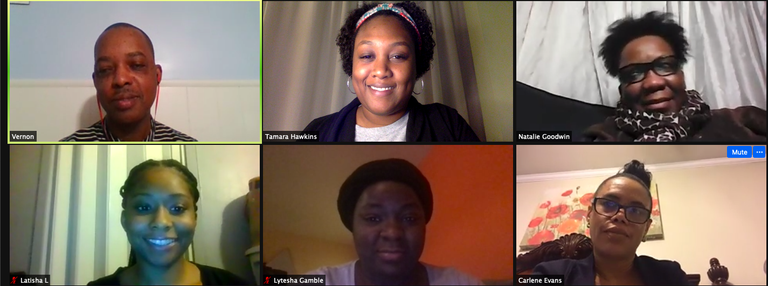 Vernon
Tamara Hawkins
Natalie Goodwin
Mute
Latisha L
Lytesha Gamble
Carlene Evans